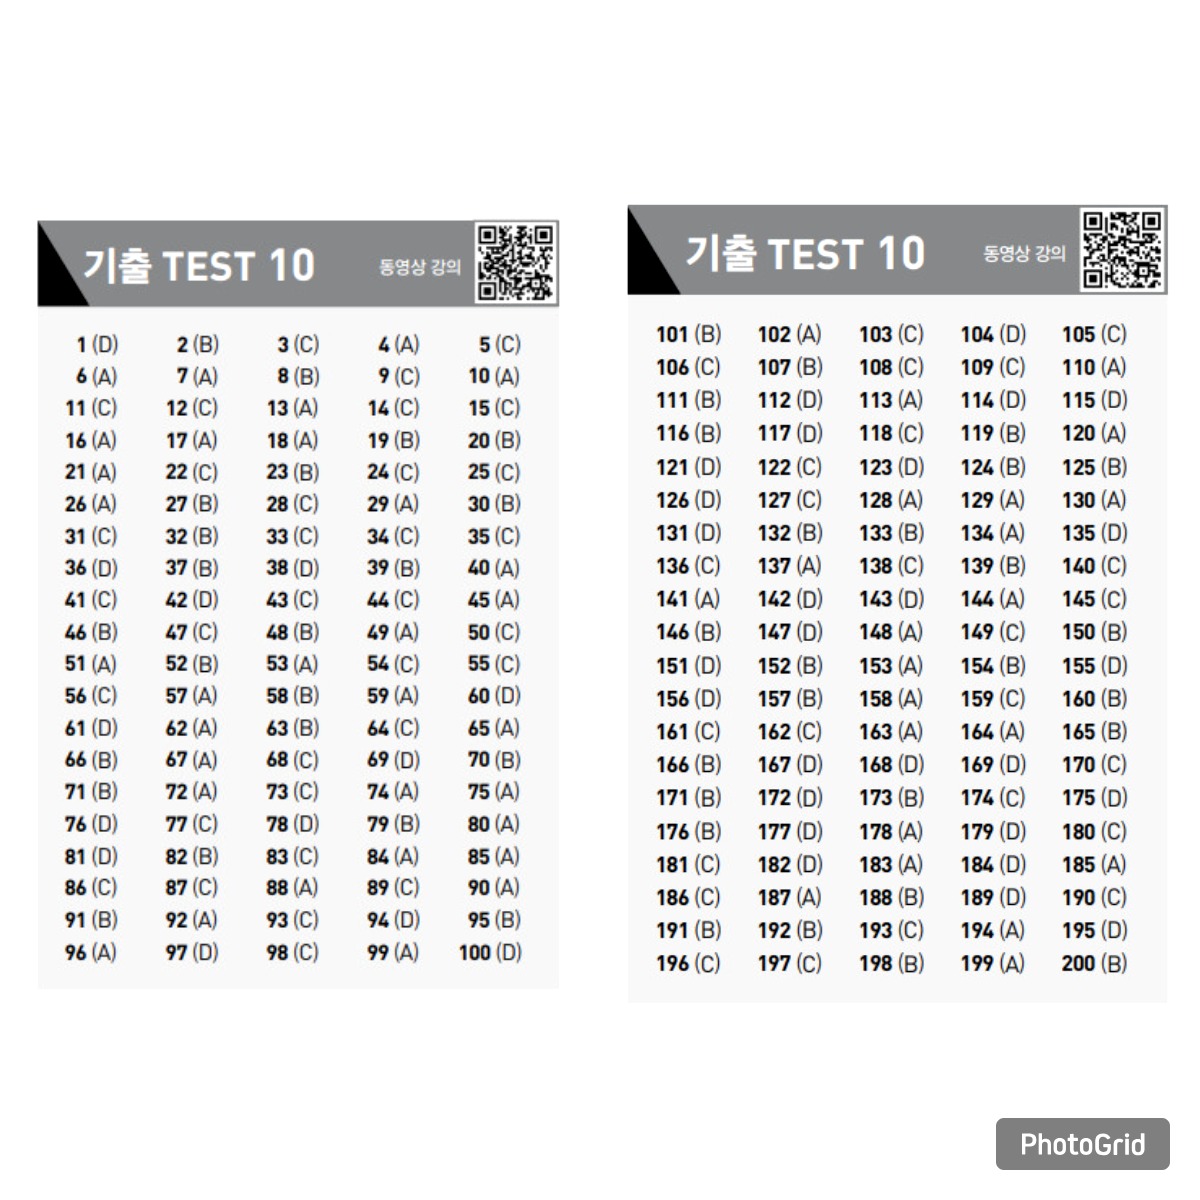 기출 TEST 10 동영상 강의
1 (D) 2 (B) 3 (C) 4 (A) 5 (C)
6 (A) 7 (A) 8 (B) 9 (C) 10 (A)
11 (C) 12 (C) 13 (A) 14 (C) 15 (C)
16 (A) 17 (A) 18 (A) 19 (B) 20 (B)
21 (A) 22 (C) 23 (B) 24 (C) 25 (C)
26 (A) 27 (B) 28 (C) 29 (A) 30 (B)
31 (C) 32 (B) 33 (C) 34 (C) 35 (C)
36 (D) 37 (B) 38 (D) 39 (B) 40 (A)
41 (C) 42 (D) 43 (C) 44 (C) 45 (A)
46 (B) 47 (C) 48 (B) 49 (A) 50 (C)
51 (A) 52 (B) 53 (A) 54 (C) 55 (C)
56 (C) 57 (A) 58 (B) 59 (A) 60 (D)
61 (D) 62 (A) 63 (B) 64 (C) 65 (A)
66 (B) 67 (A) 68 (C) 69 (D) 70 (B)
71 (B) 72 (A) 73 (C) 74 (A) 75 (A)
76 (D) 77 (C) 78 (D) 79 (B) 80 (A)
81 (D) 82 (B) 83 (C) 84 (A) 85 (A)
86 (C) 87 (C) 88 (A) 89 (C) 90 (A)
91 (B) 92 (A) 93 (C) 94 (D) 95 (B)
96 (A) 97 (D) 98 (C) 99 (A) 100 (D)
기출 TEST 10 동영상 강의
101 (B) 102 (A) 103 (C) 104 (D) 105 (C)
106 (C) 107 (B) 108 (C) 109 (C) 110 (A)
111 (B) 112 (D) 113 (A) 114 (D) 115 (D)
116 (B) 117 (D) 118 (C) 119 (B) 120 (A)
121 (D) 122 (C) 123 (D) 124 (B) 125 (B)
126 (D) 127 (C) 128 (A) 129 (A) 130 (A)
131 (D) 132 (B) 133 (B) 134 (A) 135 (D)
136 (C) 137 (A) 138 (C) 139 (B) 140 (C)
141 (A) 142 (D) 143 (D) 144 (A) 145 (C)
146 (B) 147 (D) 148 (A) 149 (C) 150 (B)
151 (D) 152 (B) 153 (A) 154 (B) 155 (D)
156 (D) 157 (B) 158 (A) 159 (C) 160 (B)
161 (C) 162 (C) 163 (A) 164 (A) 165 (B)
166 (B) 167 (D) 168 (D) 169 (D) 170 (C)
171 (B) 172 (D) 173 (B) 174 (C) 175 (D)
176 (B) 177 (D) 178 (A) 179 (D) 180 (C)
181 (C) 182 (D) 183 (A) 184 (D) 185 (A)
186 (C) 187 (A) 188 (B) 189 (D) 190 (C)
191 (B) 192 (B) 193 (C) 194 (A) 195 (D)
196 (C) 197 (C) 198 (B) 199 (A) 200 (B)
PhotoGrid